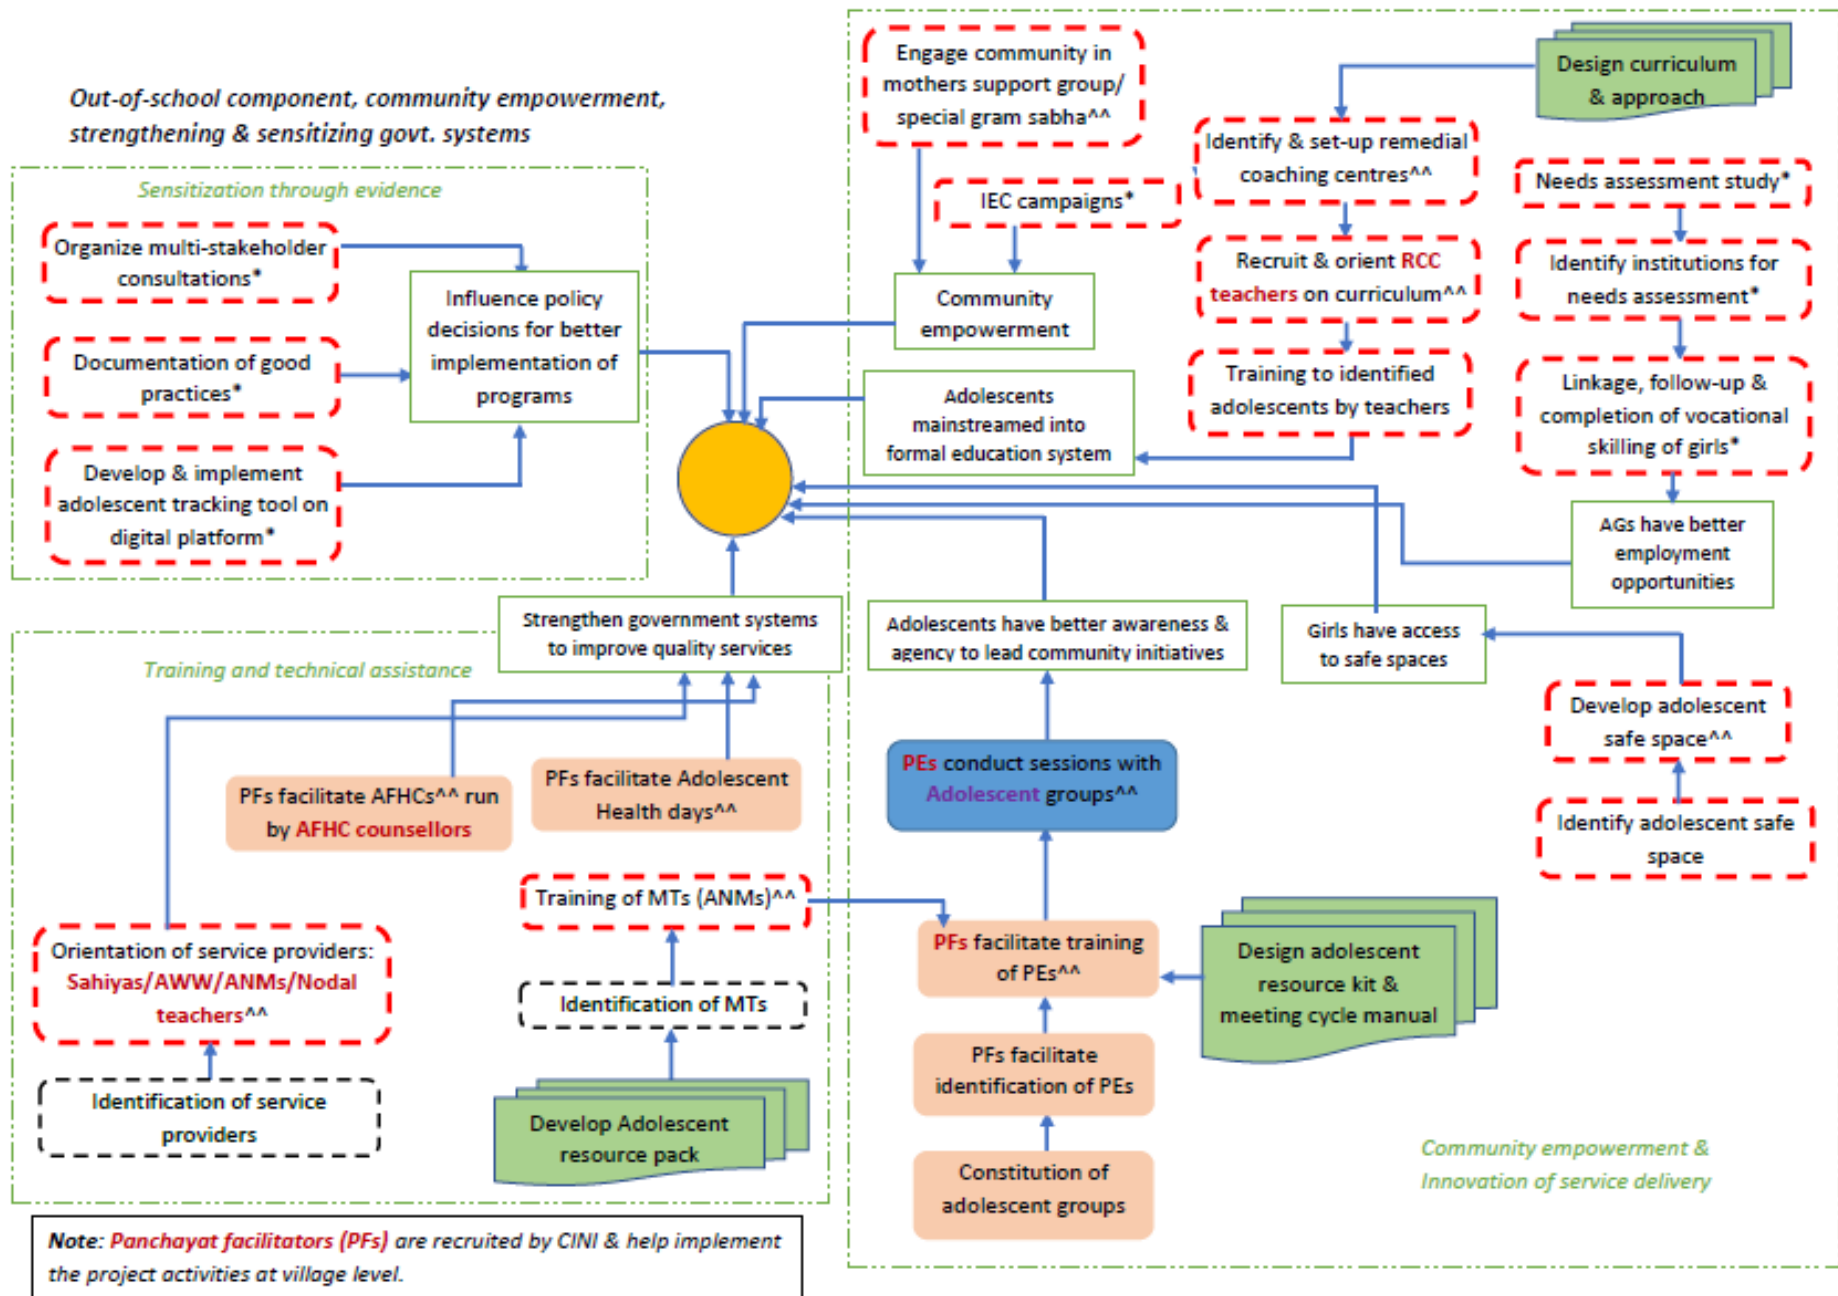 Out-of-school component, community empowerment,
strengthening & sensitizing govt. systems
Sensitization through evidence
Organize multi-stakeholder
consultations*
Documentation of good
practices*
Develop & implement
adolescent tracking tool on
digital platform*
Influence policy
decisions for better
implementation of
programs
Engage community in
mothers support group/
special gram sabha^^
IEC campaigns*
Community
empowerment
Adolescents
mainstreamed into
formal education system
Design curriculum
& approach
Identify & set-up remedial
coaching centres^^
Recruit & orient RCC
teachers on curriculum^^
Training to identified
adolescents by teachers
Needs assessment study*
Identify institutions for
needs assessment*
Linkage, follow-up &
completion of vocational
skilling of girls*
AGs have better
employment
opportunities
Strengthen government systems
to improve quality services
Adolescents have better awareness &
agency to lead community initiatives
Girls have access
to safe spaces
Develop adolescent
safe space^^
Identify adolescent safe
space
Training and technical assistance
PFs facilitate AFHCs^^ run
by AFHC counsellors
PFs facilitate Adolescent
Health days^^
Training of MTs (ANMs)^^
Orientation of service providers:
Sahiyas/AWW/ANMs/Nodal
teachers^^
Identification of MTs
Identification of service
providers
Develop Adolescent
resource pack
PEs conduct sessions with
Adolescent groups^^
PFs facilitate training
of PEs^^
PFs facilitate
identification of PEs
Constitution of
adolescent groups
Design adolescent
resource kit &
meeting cycle manual
Community empowerment &
Innovation of service delivery
Note: Panchayat facilitators (PFs) are recruited by CINI & help implement
the project activities at village level.